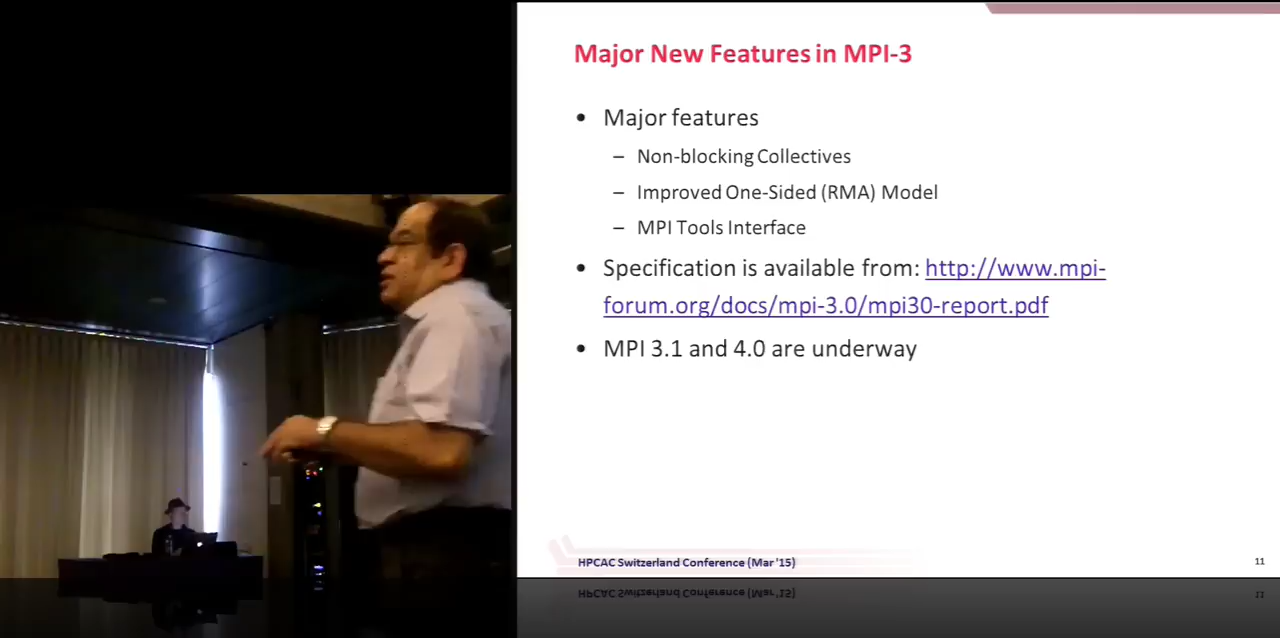 Major New Features in MPI-3
• Major features
– Non-blocking Collectives
– Improved One-Sided (RMA) Model
– MPI Tools Interface
• Specification is available from: http://www.mpi-
forum.org/docs/mpi-3.0/mpi30-report.pdf
• MPI 3.1 and 4.0 are underway
HPCAC Switzerland Conference (Mar '15)
11